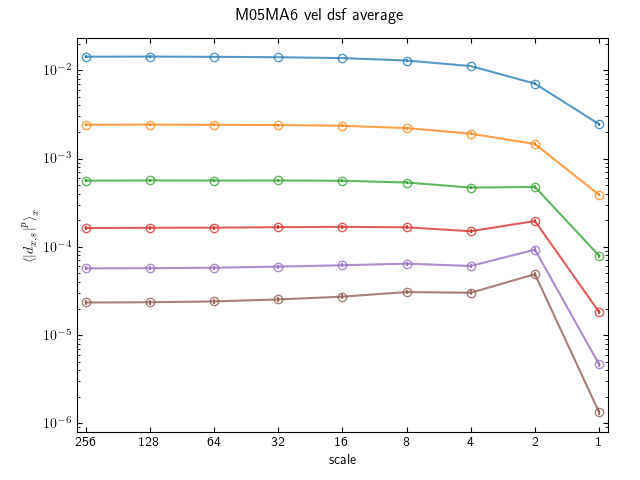 M05MA6 vel dsf average
10⁻²
10⁻³
10⁻⁴
10⁻⁵
10⁻⁶
⟨|d_{x,s}|^p⟩_x
256 128 64 32 16 8 4 2 1
scale